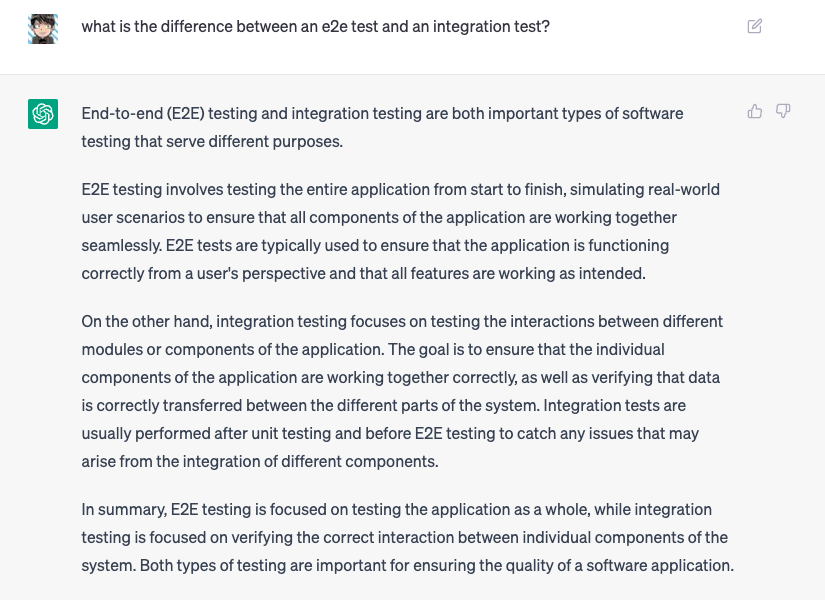 what is the difference between an e2e test and an integration test?
End-to-end (E2E) testing and integration testing are both important types of software
testing that serve different purposes.
E2E testing involves testing the entire application from start to finish, simulating real-world
user scenarios to ensure that all components of the application are working together
seamlessly. E2E tests are typically used to ensure that the application is functioning
correctly from a user's perspective and that all features are working as intended.
On the other hand, integration testing focuses on testing the interactions between different
modules or components of the application. The goal is to ensure that the individual
components of the application are working together correctly, as well as verifying that data
is correctly transferred between the different parts of the system. Integration tests are
usually performed after unit testing and before E2E testing to catch any issues that may
arise from the integration of different components.
In summary, E2E testing is focused on testing the application as a whole, while integration
testing is focused on verifying the correct interaction between individual components of the
system. Both types of testing are important for ensuring the quality of a software application.